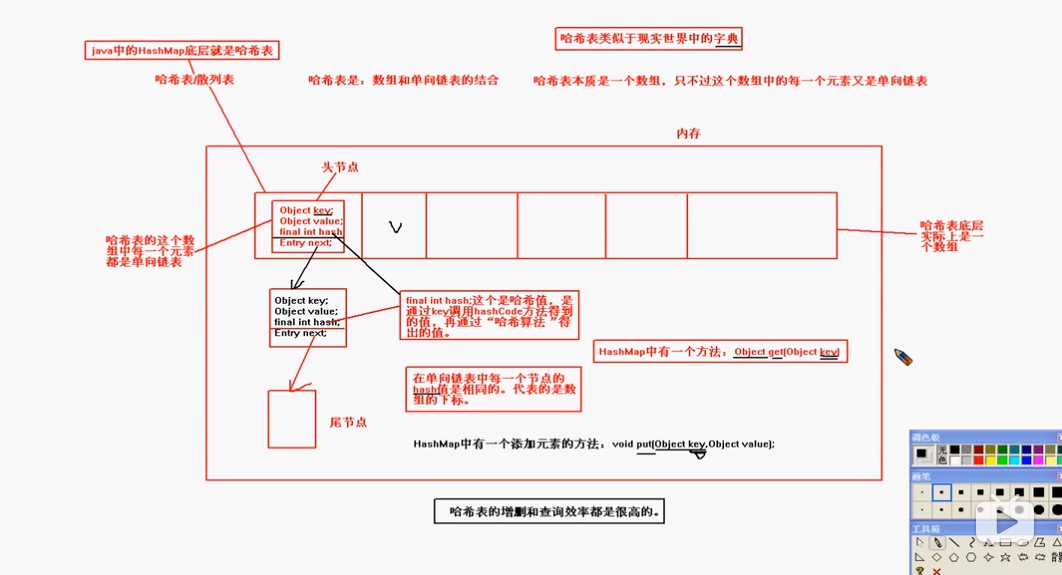 哈希表类似于现实世界中的字典
java中的HashMap底层就是哈希表
哈希表/散列表
哈希表是：数组和单向链表的结合
哈希表本质是一个数组，只不过这个数组中的每一个元素又是单向链表
内存
头节点
Object key;
Object value;
final int hash
Entry next;
哈希表的这个数
组中每一个元素
都是单向链表
哈希表底层
实际上是一
个数组
Object key;
Object value;
final int hash;
Entry next;
final int hash;这个是哈希值，是
通过key调用hashCode方法得到
的值，再通过“哈希算法”得
出的值。
HashMap中有一个方法：Object get(Object key)
在单向链表中每一个节点的
hash值是相同的。代表的是数
组的下标。
尾节点
HashMap中有一个添加元素的方法：void put(Object key,Object value);
哈希表的增删和查询效率都是很高的。
调色板
无
色
画笔
工具箱